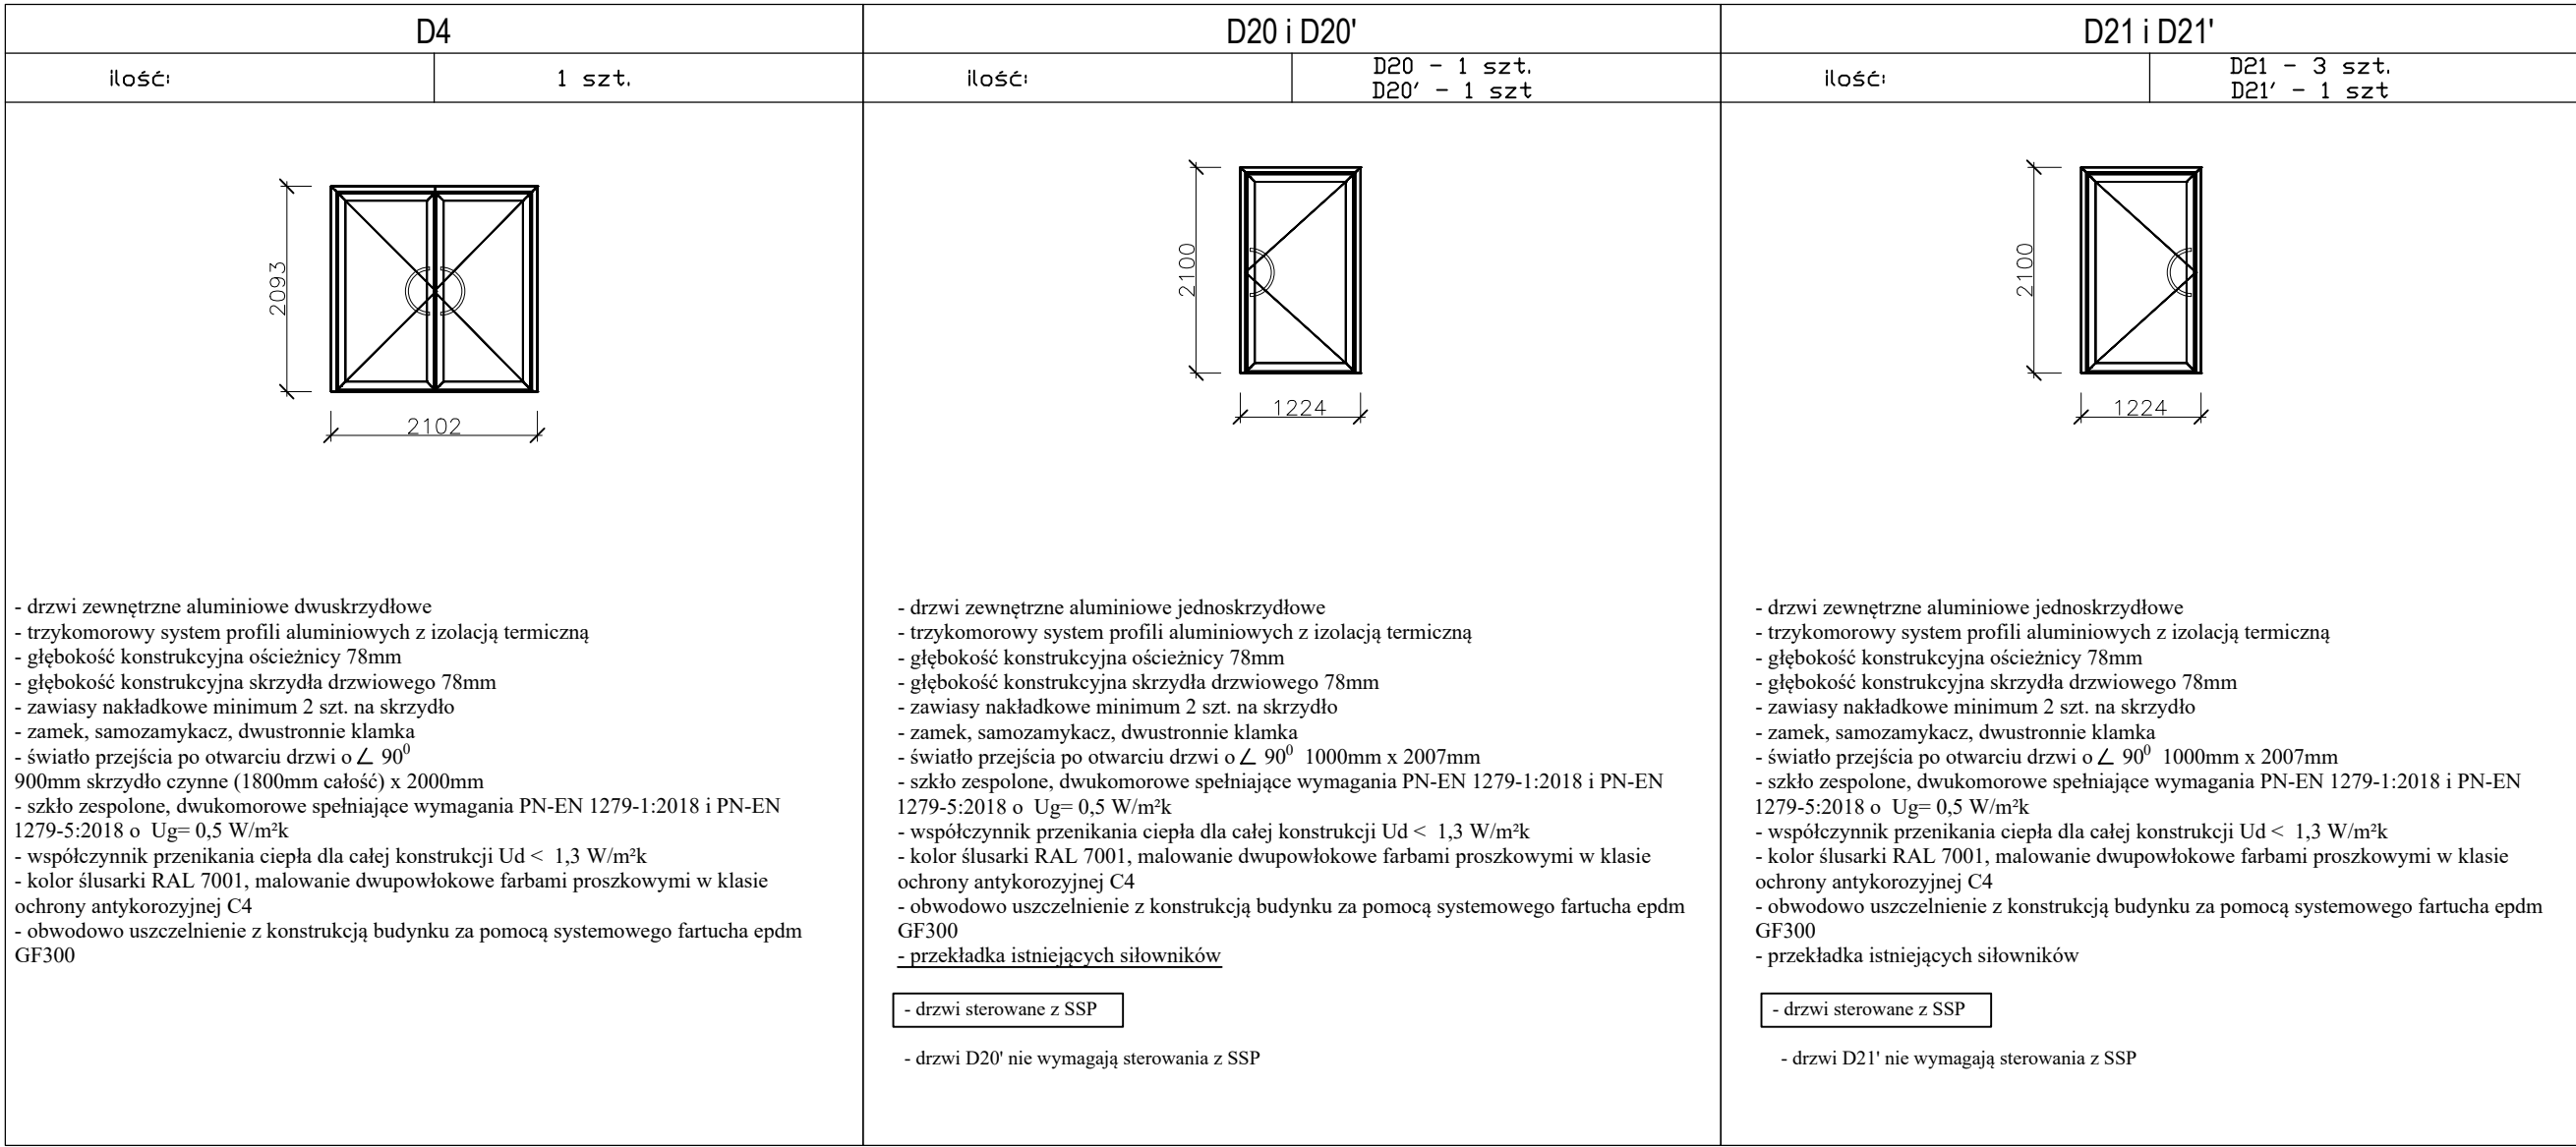 D4
ilość:
1 szt.
2093
2102
- drzwi zewnętrzne aluminiowe dwuskrzydłowe
- trzykomorowy system profili aluminiowych z izolacją termiczną
- głębokość konstrukcyjna ościeżnicy 78mm
- głębokość konstrukcyjna skrzydła drzwiowego 78mm
- zawiasy nakładkowe minimum 2 szt. na skrzydło
- zamek, samozamykacz, dwustronnie klamka
- światło przejścia po otwarciu drzwi o∠ 90⁰
900mm skrzydło czynne (1800mm całość) x 2000mm
- szkło zespolone, dwukomorowe spełniające wymagania PN-EN 1279-1:2018 i PN-EN
1279-5:2018 o Ug= 0,5 W/m²k
- współczynnik przenikania ciepła dla całej konstrukcji Ud < 1,3 W/m²k
- kolor ślusarki RAL 7001, malowanie dwupowłokowe farbami proszkowymi w klasie
ochrony antykorozyjnej C4
- obwodowo uszczelnienie z konstrukcją budynku za pomocą systemowego fartucha epdm
GF300
D20 i D20'
ilość:
D20 - 1 szt.
D20' - 1 szt
2100
1224
- drzwi zewnętrzne aluminiowe jednoskrzydłowe
- trzykomorowy system profili aluminiowych z izolacją termiczną
- głębokość konstrukcyjna ościeżnicy 78mm
- głębokość konstrukcyjna skrzydła drzwiowego 78mm
- zawiasy nakładkowe minimum 2 szt. na skrzydło
- zamek, samozamykacz, dwustronnie klamka
- światło przejścia po otwarciu drzwi o∠ 90⁰ 1000mm x 2007mm
- szkło zespolone, dwukomorowe spełniające wymagania PN-EN 1279-1:2018 i PN-EN
1279-5:2018 o Ug= 0,5 W/m²k
- współczynnik przenikania ciepła dla całej konstrukcji Ud < 1,3 W/m²k
- kolor ślusarki RAL 7001, malowanie dwupowłokowe farbami proszkowymi w klasie
ochrony antykorozyjnej C4
- obwodowo uszczelnienie z konstrukcją budynku za pomocą systemowego fartucha epdm
GF300
- przekładka istniejących siłowników
- drzwi sterowane z SSP
- drzwi D20' nie wymagają sterowania z SSP
D21 i D21'
ilość:
D21 - 3 szt.
D21' - 1 szt
2100
1224
- drzwi zewnętrzne aluminiowe jednoskrzydłowe
- trzykomorowy system profili aluminiowych z izolacją termiczną
- głębokość konstrukcyjna ościeżnicy 78mm
- głębokość konstrukcyjna skrzydła drzwiowego 78mm
- zawiasy nakładkowe minimum 2 szt. na skrzydło
- zamek, samozamykacz, dwustronnie klamka
- światło przejścia po otwarciu drzwi o∠ 90⁰ 1000mm x 2007mm
- szkło zespolone, dwukomorowe spełniające wymagania PN-EN 1279-1:2018 i PN-EN
1279-5:2018 o Ug= 0,5 W/m²k
- współczynnik przenikania ciepła dla całej konstrukcji Ud < 1,3 W/m²k
- kolor ślusarki RAL 7001, malowanie dwupowłokowe farbami proszkowymi w klasie
ochrony antykorozyjnej C4
- obwodowo uszczelnienie z konstrukcją budynku za pomocą systemowego fartucha epdm
GF300
- przekładka istniejących siłowników
- drzwi sterowane z SSP
- drzwi D21' nie wymagają sterowania z SSP